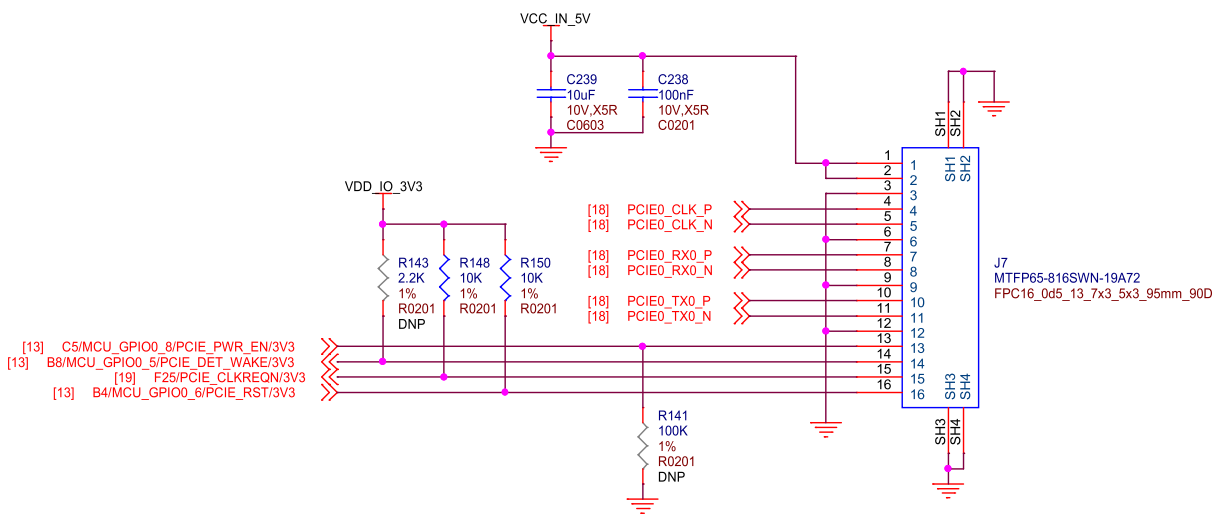 VCC_IN_5V
C239
10uF
10V,X5R
C0603
C238
100nF
10V,X5R
C0201
VDD_IO_3V3
R143
2.2K
1%
R0201
DNP
R148
10K
1%
R0201
R150
10K
1%
R0201
[18] PCIE0_CLK_P
[18] PCIE0_CLK_N
[18] PCIE0_RX0_P
[18] PCIE0_RX0_N
[18] PCIE0_TX0_P
[18] PCIE0_TX0_N
[13] C5/MCU_GPIO0_8/PCIE_PWR_EN/3V3
[13] B8/MCU_GPIO0_5/PCIE_DET_WAKE/3V3
[19] F25/PCIE_CLKREQN/3V3
[13] B4/MCU_GPIO0_6/PCIE_RST/3V3
R141
100K
1%
R0201
DNP
SH1
SH2
SH1
SH2
1 1
2 2
3 3
4 4
5 5
6 6
7 7
8 8
9 9
10 10
11 11
12 12
13 13
14 14
15 15
16 16
SH3
SH4
SH3
SH4
J7
MTFP65-816SWN-19A72
FPC16_0d5_13_7x3_5x3_95mm_90D